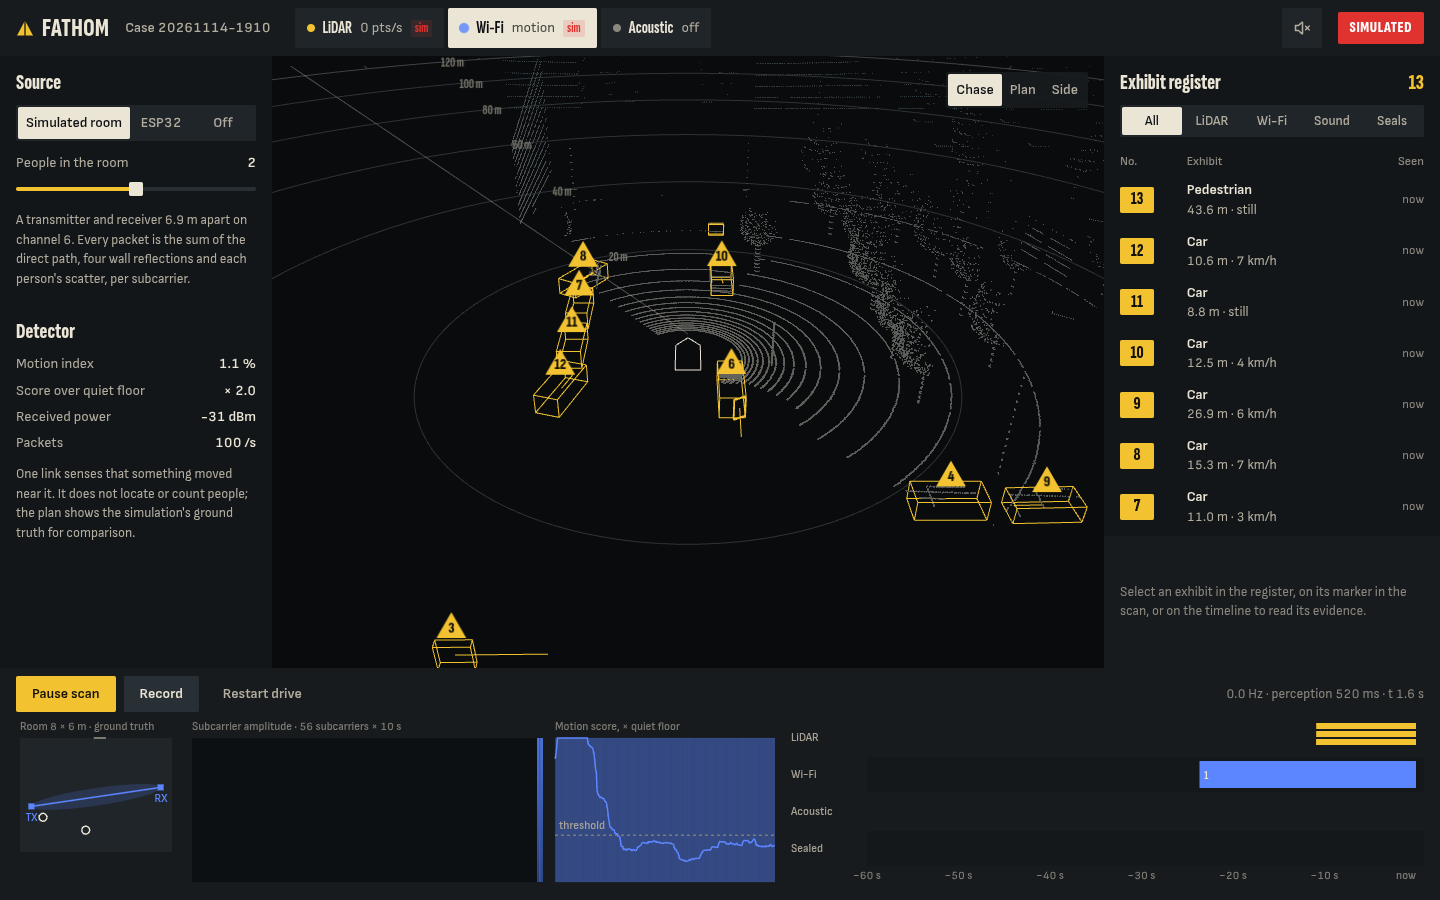 FATHOM Case 20261114-1910 LiDAR 0 pts/s sim Wi-Fi motion sim Acoustic off SIMULATED
Source
Simulated room ESP32 Off
People in the room 2
A transmitter and receiver 6.9 m apart on
channel 6. Every packet is the sum of the
direct path, four wall reflections and each
person's scatter, per subcarrier.
Detector
Motion index 1.1 %
Score over quiet floor × 2.0
Received power −31 dBm
Packets 100 /s
One link senses that something moved
near it. It does not locate or count people;
the plan shows the simulation's ground
truth for comparison.
120 m
100 m
80 m
60 m
40 m
20 m
Chase Plan Side
8
10
7
11
12
6
4
9
3
Exhibit register 13
All LiDAR Wi-Fi Sound Seals
No. Exhibit Seen
13 Pedestrian now
43.6 m · still
12 Car now
10.6 m · 7 km/h
11 Car now
8.8 m · still
10 Car now
12.5 m · 4 km/h
9 Car now
26.9 m · 6 km/h
8 Car now
15.3 m · 7 km/h
7 Car now
11.0 m · 3 km/h
Select an exhibit in the register, on its marker in the
scan, or on the timeline to read its evidence.
Pause scan Record Restart drive 0.0 Hz · perception 520 ms · t 1.6 s
Room 8 × 6 m · ground truth
TX
RX
Subcarrier amplitude · 56 subcarriers × 10 s
Motion score, × quiet floor
threshold
LiDAR
Wi-Fi 1
Acoustic
Sealed
−60 s −50 s −40 s −30 s −20 s −10 s now